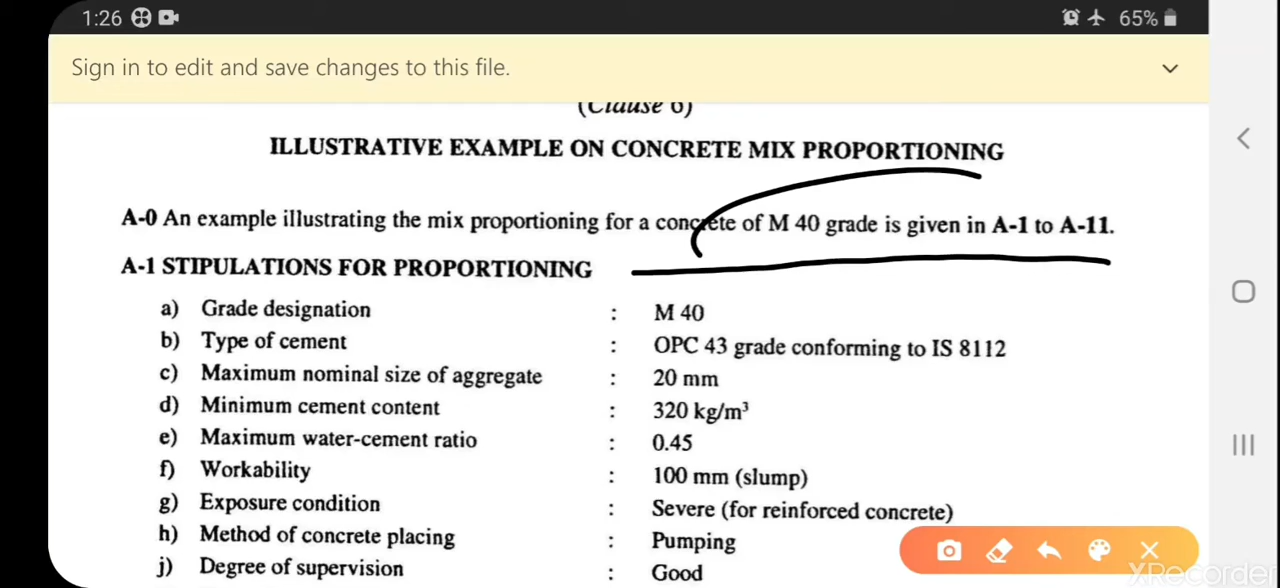 1:26 65%
Sign in to edit and save changes to this file.
(Clause 6)
ILLUSTRATIVE EXAMPLE ON CONCRETE MIX PROPORTIONING
A-0 An example illustrating the mix proportioning for a concrete of M 40 grade is given in A-1 to A-11.
A-1 STIPULATIONS FOR PROPORTIONING
a) Grade designation : M 40
b) Type of cement : OPC 43 grade conforming to IS 8112
c) Maximum nominal size of aggregate : 20 mm
d) Minimum cement content : 320 kg/m³
e) Maximum water-cement ratio : 0.45
f) Workability : 100 mm (slump)
g) Exposure condition : Severe (for reinforced concrete)
h) Method of concrete placing : Pumping
j) Degree of supervision : Good
XRecorder